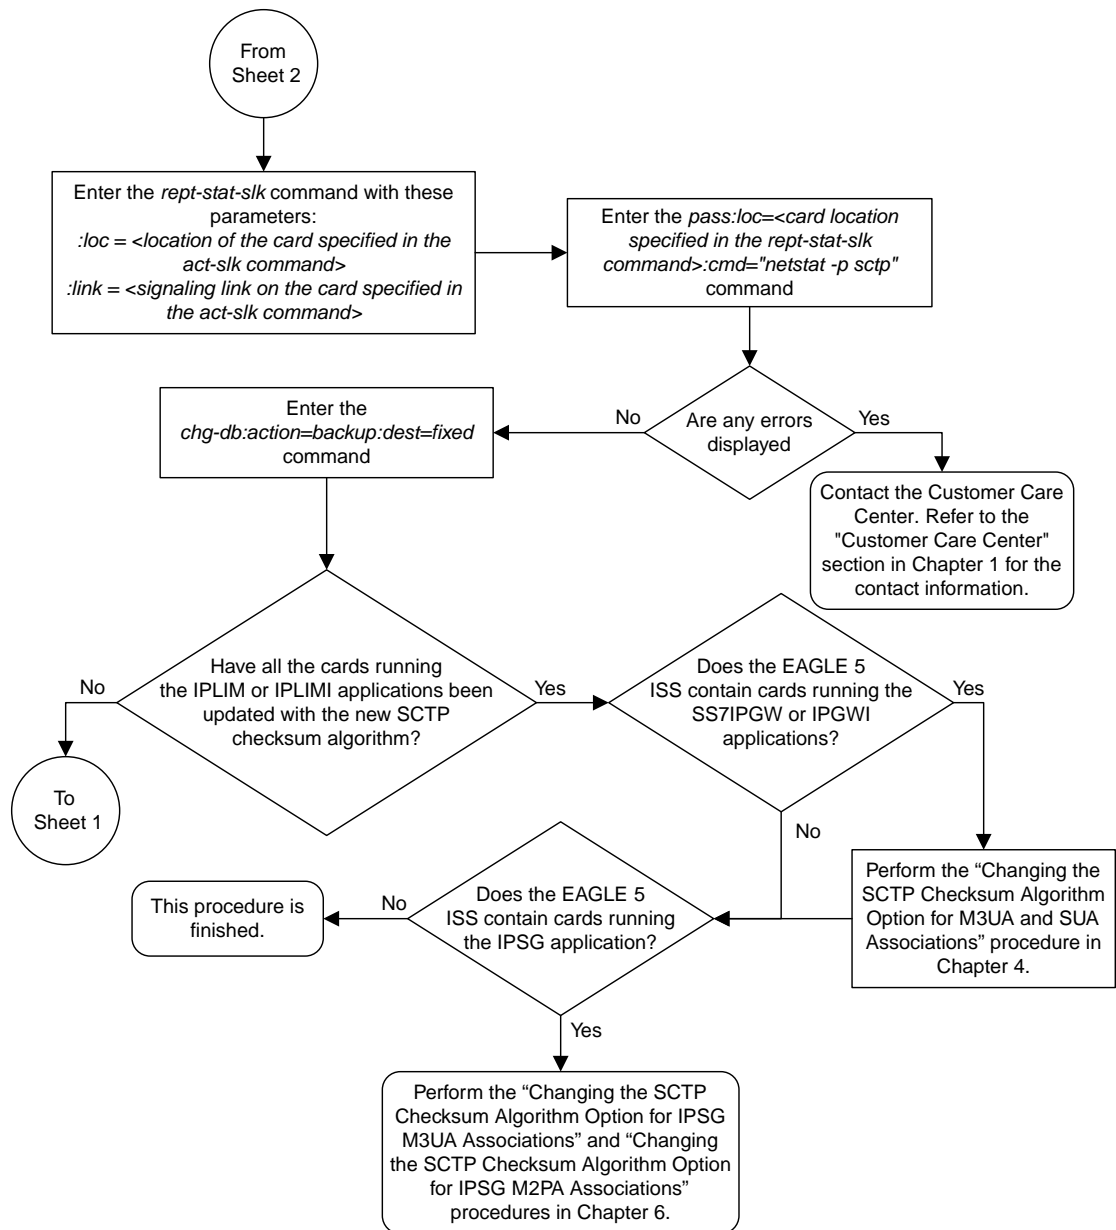 From
Sheet 2
Enter the rept-stat-slk command with these
parameters:
:loc = <location of the card specified in the
act-slk command>
:link = <signaling link on the card specified in
the act-slk command>
Enter the pass:loc=<card location
specified in the rept-stat-slk
command>:cmd="netstat -p sctp"
command
Are any errors
displayed
No
Yes
Enter the
chg-db:action=backup:dest=fixed
command
Contact the Customer Care
Center. Refer to the
"Customer Care Center"
section in Chapter 1 for the
contact information.
Have all the cards running
the IPLIM or IPLIMI applications been
updated with the new SCTP
checksum algorithm?
No
Yes
Does the EAGLE 5
ISS contain cards running the
SS7IPGW or IPGWI
applications?
Yes
No
To
Sheet 1
Perform the “Changing the
SCTP Checksum Algorithm
Option for M3UA and SUA
Associations” procedure in
Chapter 4.
Does the EAGLE 5
ISS contain cards running
the IPSG application?
No
Yes
This procedure is
finished.
Perform the “Changing the SCTP
Checksum Algorithm Option for IPSG
M3UA Associations” and “Changing
the SCTP Checksum Algorithm Option
for IPSG M2PA Associations”
procedures in Chapter 6.